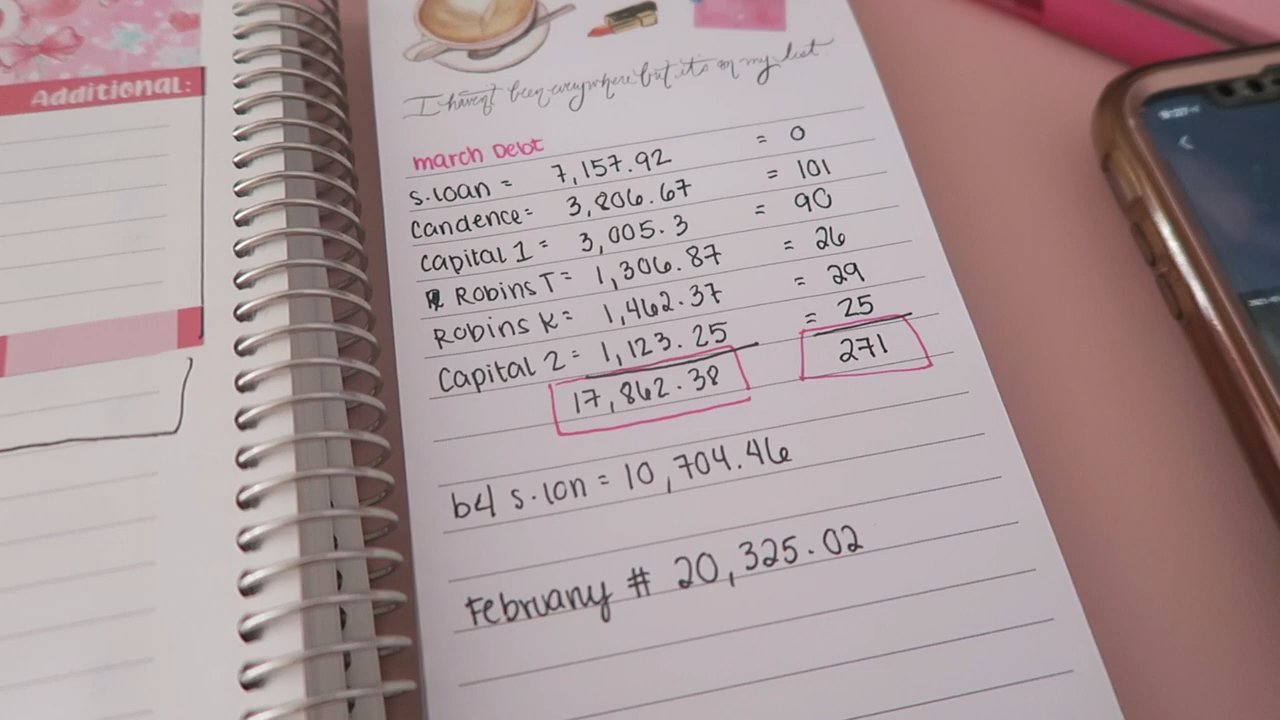 Additional:
I haven't been everywhere but it's on my list
march Debt
s.loan = 7,157.92 = 0
Candence = 3,806.67 = 101
Capital 1 = 3,005.3 = 90
Robins T = 1,306.87 = 26
Robins K = 1,462.37 = 29
Capital 2 = 1,123.25 = 25
17,862.38 271
b4 s.lon = 10,704.46
February # 20,325.02